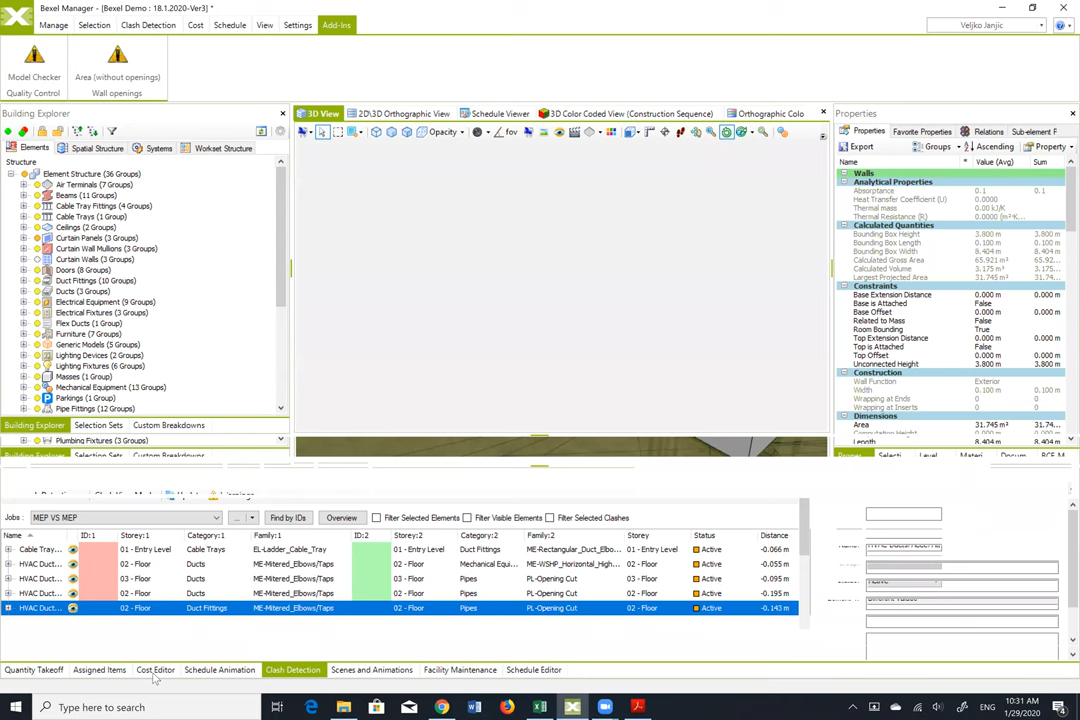 Bexel Manager - [Bexel Demo : 18.1.2020-Ver3] *
Manage Selection Clash Detection Cost Schedule View Settings Add-Ins Veljko Janjic
Model Checker Area (without openings)
Quality Control Wall openings
Building Explorer
Elements Spatial Structure Systems Workset Structure
Structure
Element Structure (36 Groups)
Air Terminals (7 Groups)
Beams (11 Groups)
Cable Tray Fittings (4 Groups)
Cable Trays (1 Group)
Ceilings (2 Groups)
Curtain Panels (3 Groups)
Curtain Wall Mullions (3 Groups)
Curtain Walls (3 Groups)
Doors (8 Groups)
Duct Fittings (10 Groups)
Ducts (3 Groups)
Electrical Equipment (9 Groups)
Electrical Fixtures (3 Groups)
Flex Ducts (1 Group)
Furniture (7 Groups)
Generic Models (5 Groups)
Lighting Devices (2 Groups)
Lighting Fixtures (6 Groups)
Masses (1 Group)
Mechanical Equipment (13 Groups)
Parkings (1 Group)
Pipe Fittings (12 Groups)
Building Explorer Selection Sets Custom Breakdowns
Plumbing Fixtures (3 Groups)
3D View 2D\3D Orthographic View Schedule Viewer 3D Color Coded View (Construction Sequence) Orthographic Colo
Opacity fov
Properties
Properties Favorite Properties Relations Sub-element P
Export Groups Ascending Property
Name * Value (Avg) Sum
Walls
Analytical Properties
Absorptance 0.1 0.1
Heat Transfer Coefficient (U) 0.0000
Thermal mass 0.00 kJ/K
Thermal Resistance (R) 0.0000 (m²·K...
Calculated Quantities
Bounding Box Height 3.800 m 3.800 m
Bounding Box Length 0.100 m 0.100 m
Bounding Box Width 8.404 m 8.404 m
Calculated Gross Area 65.921 m² 65.92...
Calculated Volume 3.175 m³ 3.175 m³
Largest Projected Area 31.745 m² 31.74...
Constraints
Base Extension Distance 0.000 m 0.000 m
Base is Attached False
Base Offset 0.000 m 0.000 m
Related to Mass False
Room Bounding True
Top Extension Distance 0.000 m 0.000 m
Top is Attached False
Top Offset 0.000 m 0.000 m
Unconnected Height 3.800 m 3.800 m
Construction
Wall Function Exterior
Width 0.100 m 0.100 m
Wrapping at Ends 0 0
Wrapping at Inserts 0 0
Dimensions
Area 31.745 m² 31.74...
Length 8.404 m 8.404 m
Jobs : MEP VS MEP ... Find by IDs Overview Filter Selected Elements Filter Visible Elements Filter Selected Clashes
Name ID:1 Storey:1 Category:1 Family:1 ID:2 Storey:2 Category:2 Family:2 Storey Status Distance
Cable Tray... 01 - Entry Level Cable Trays EL-Ladder_Cable_Tray 01 - Entry Level Duct Fittings ME-Rectangular_Duct_Elbo... 01 - Entry Level Active -0.066 m
HVAC Duct... 02 - Floor Ducts ME-Mitered_Elbows/Taps 02 - Floor Mechanical Equi... ME-WSHP_Horizontal_High... 02 - Floor Active -0.055 m
HVAC Duct... 03 - Floor Ducts ME-Mitered_Elbows/Taps 03 - Floor Pipes PL-Opening Cut 03 - Floor Active -0.095 m
HVAC Duct... 02 - Floor Ducts ME-Mitered_Elbows/Taps 02 - Floor Pipes PL-Opening Cut 02 - Floor Active -0.195 m
HVAC Duct... 02 - Floor Duct Fittings ME-Mitered_Elbows/Taps 02 - Floor Pipes PL-Opening Cut 02 - Floor Active -0.143 m
Quantity Takeoff Assigned Items Cost Editor Schedule Animation Clash Detection Scenes and Animations Facility Maintenance Schedule Editor
Type here to search
ENG 10:31 AM
1/29/2020 4